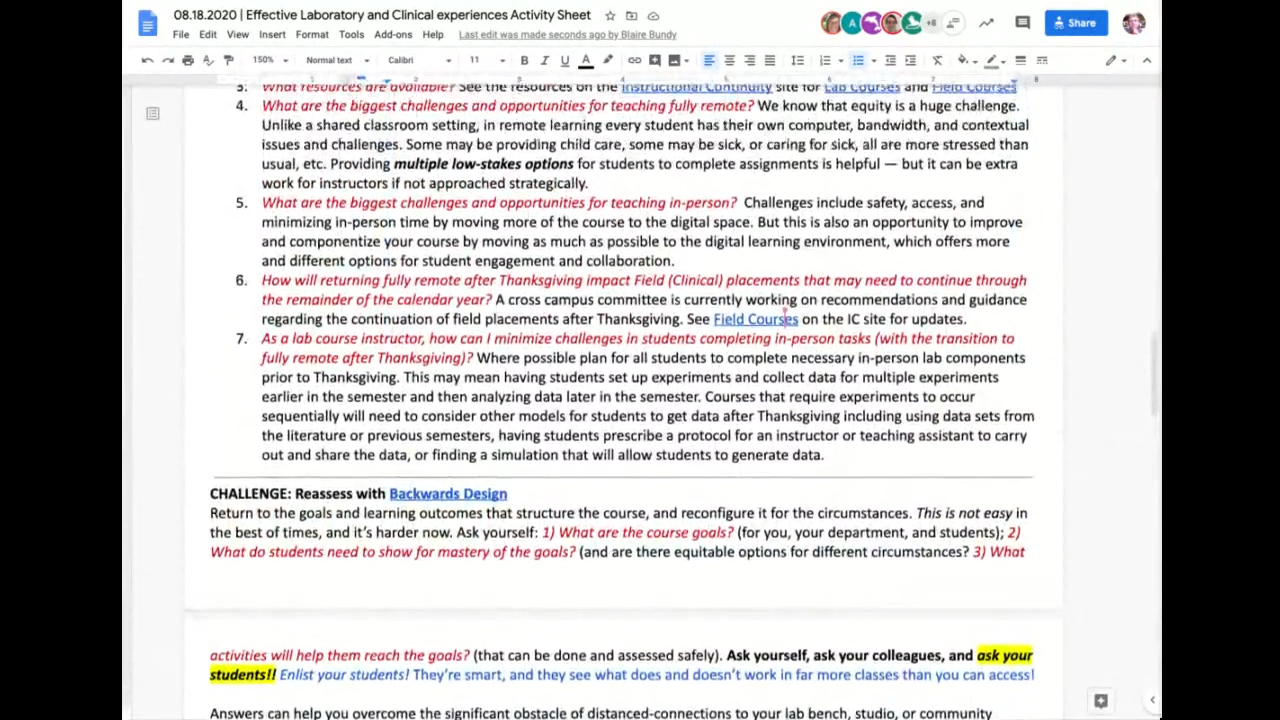 08.18.2020 | Effective Laboratory and Clinical experiences Activity Sheet
File Edit View Insert Format Tools Add-ons Help Last edit was made seconds ago by Blaire Bundy
A +6 Share
150% Normal text Calibri 11 B I U A
1 2 3 4 5 6 7 8
3. What resources are available? See the resources on the Instructional Continuity site for Lab Courses and Field Courses
4. What are the biggest challenges and opportunities for teaching fully remote? We know that equity is a huge challenge.
Unlike a shared classroom setting, in remote learning every student has their own computer, bandwidth, and contextual
issues and challenges. Some may be providing child care, some may be sick, or caring for sick, all are more stressed than
usual, etc. Providing multiple low-stakes options for students to complete assignments is helpful — but it can be extra
work for instructors if not approached strategically.
5. What are the biggest challenges and opportunities for teaching in-person? Challenges include safety, access, and
minimizing in-person time by moving more of the course to the digital space. But this is also an opportunity to improve
and componentize your course by moving as much as possible to the digital learning environment, which offers more
and different options for student engagement and collaboration.
6. How will returning fully remote after Thanksgiving impact Field (Clinical) placements that may need to continue through
the remainder of the calendar year? A cross campus committee is currently working on recommendations and guidance
regarding the continuation of field placements after Thanksgiving. See Field Courses on the IC site for updates.
7. As a lab course instructor, how can I minimize challenges in students completing in-person tasks (with the transition to
fully remote after Thanksgiving)? Where possible plan for all students to complete necessary in-person lab components
prior to Thanksgiving. This may mean having students set up experiments and collect data for multiple experiments
earlier in the semester and then analyzing data later in the semester. Courses that require experiments to occur
sequentially will need to consider other models for students to get data after Thanksgiving including using data sets from
the literature or previous semesters, having students prescribe a protocol for an instructor or teaching assistant to carry
out and share the data, or finding a simulation that will allow students to generate data.
CHALLENGE: Reassess with Backwards Design
Return to the goals and learning outcomes that structure the course, and reconfigure it for the circumstances. This is not easy in
the best of times, and it's harder now. Ask yourself: 1) What are the course goals? (for you, your department, and students); 2)
What do students need to show for mastery of the goals? (and are there equitable options for different circumstances? 3) What
activities will help them reach the goals? (that can be done and assessed safely). Ask yourself, ask your colleagues, and ask your
students!! Enlist your students! They're smart, and they see what does and doesn't work in far more classes than you can access!
Answers can help you overcome the significant obstacle of distanced-connections to your lab bench, studio, or community